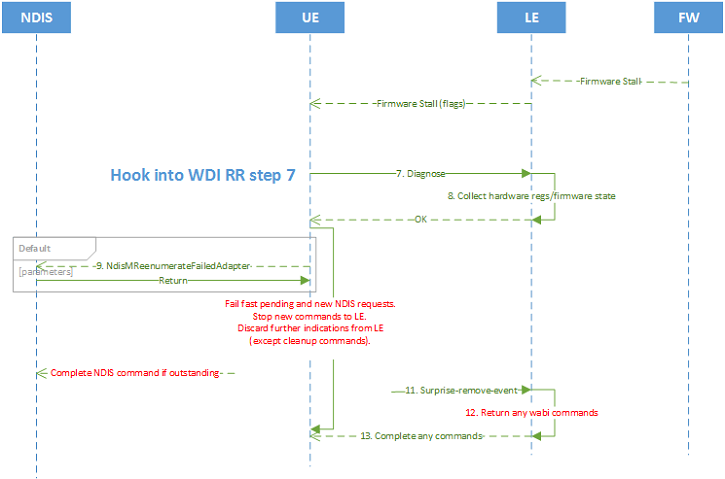 NDIS
UE
LE
FW
Firmware Stall
Firmware Stall (flags)
Hook into WDI RR step 7
7. Diagnose
8. Collect hardware regs/firmware state
OK
Default
9. NdisMReenumerateFailedAdapter
[parameters]
Return
Fail fast pending and new NDIS requests.
Stop new commands to LE.
Discard further indications from LE
(except cleanup commands).
Complete NDIS command if outstanding
11. Surprise-remove-event
12. Return any wabi commands
13. Complete any commands